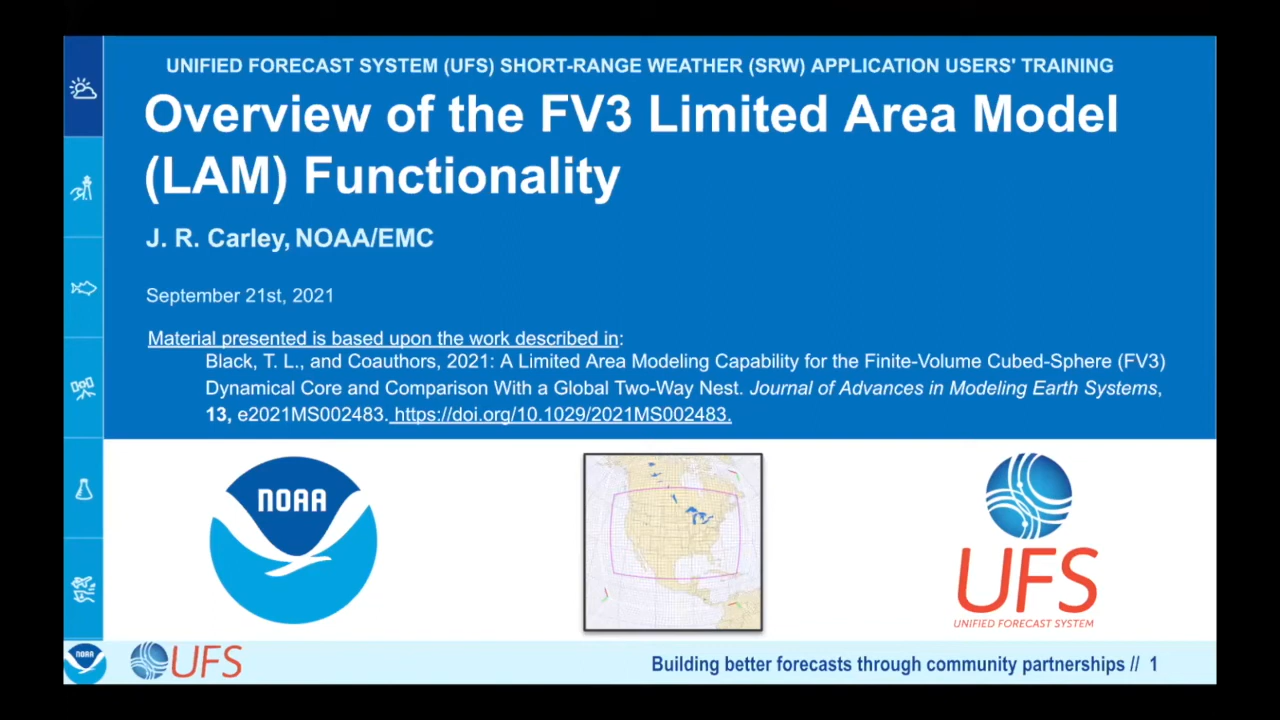 UNIFIED FORECAST SYSTEM (UFS) SHORT-RANGE WEATHER (SRW) APPLICATION USERS' TRAINING
Overview of the FV3 Limited Area Model
(LAM) Functionality
J. R. Carley, NOAA/EMC
September 21st, 2021
Material presented is based upon the work described in:
Black, T. L., and Coauthors, 2021: A Limited Area Modeling Capability for the Finite-Volume Cubed-Sphere (FV3)
Dynamical Core and Comparison With a Global Two-Way Nest. Journal of Advances in Modeling Earth Systems,
13, e2021MS002483. https://doi.org/10.1029/2021MS002483.
NOAA
UFS
UNIFIED FORECAST SYSTEM
NOAA
UFS
Building better forecasts through community partnerships // 1